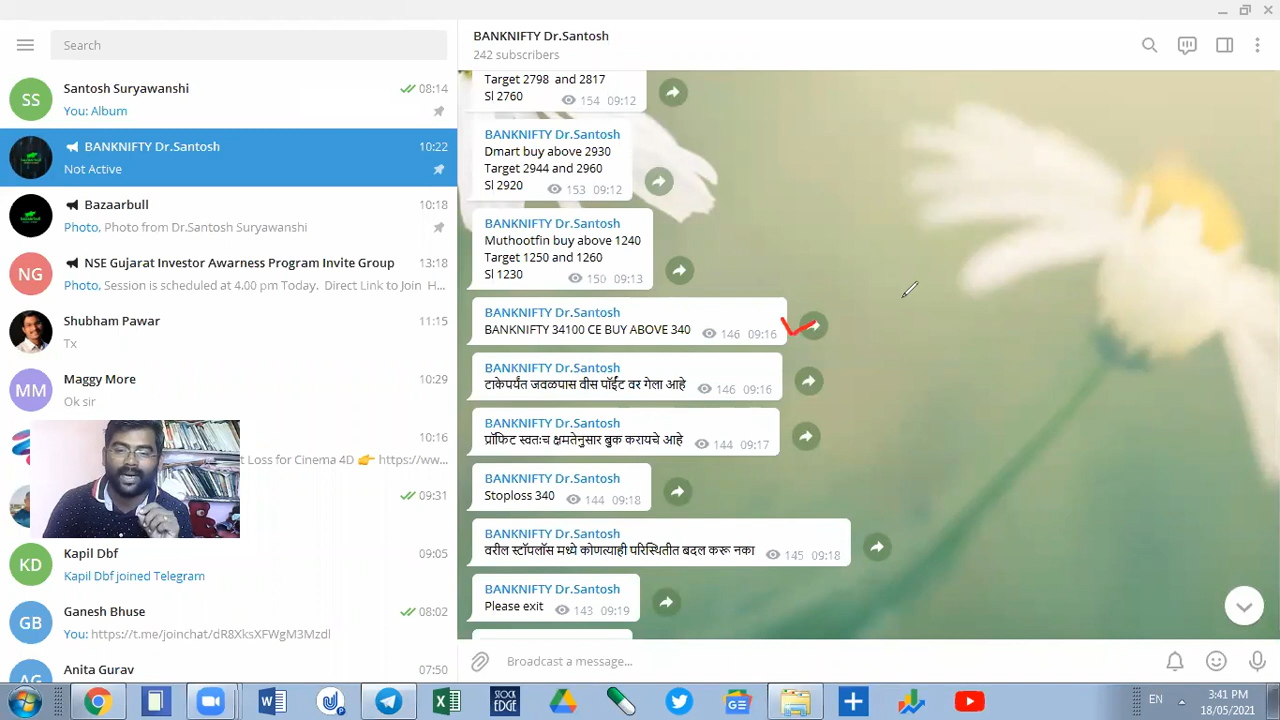 Search
SS
Santosh Suryawanshi
08:14
You: Album
BANKNIFTY Dr.Santosh
10:22
Not Active
Bazaarbull
10:18
Photo, Photo from Dr.Santosh Suryawanshi
NG
NSE Gujarat Investor Awarness Program Invite Group
13:18
Photo, Session is scheduled at 4.00 pm Today. Direct Link to Join H...
Shubham Pawar
11:15
Tx
MM
Maggy More
10:29
Ok sir
10:16
t Loss for Cinema 4D 👉 https://ww...
09:31
KD
Kapil Dbf
09:05
Kapil Dbf joined Telegram
GB
Ganesh Bhuse
08:02
You: https://t.me/joinchat/dR8XksXFWgM3Mzdl
AG
Anita Gurav
07:50
BANKNIFTY Dr.Santosh
242 subscribers
Target 2798 and 2817
Sl 2760
154 09:12
BANKNIFTY Dr.Santosh
Dmart buy above 2930
Target 2944 and 2960
Sl 2920
153 09:12
BANKNIFTY Dr.Santosh
Muthootfin buy above 1240
Target 1250 and 1260
Sl 1230
150 09:13
BANKNIFTY Dr.Santosh
BANKNIFTY 34100 CE BUY ABOVE 340
146 09:16
BANKNIFTY Dr.Santosh
टाकेपर्यंत जवळपास वीस पॉईंट वर गेला आहे
146 09:16
BANKNIFTY Dr.Santosh
प्रॉफिट स्वतःच क्षमतेनुसार बुक करायचे आहे
144 09:17
BANKNIFTY Dr.Santosh
Stoploss 340
144 09:18
BANKNIFTY Dr.Santosh
वरील स्टॉपलॉस मध्ये कोणत्याही परिस्थितीत बदल करू नका
145 09:18
BANKNIFTY Dr.Santosh
Please exit
143 09:19
Broadcast a message...
STOCK EDGE
EN
3:41 PM
18/05/2021